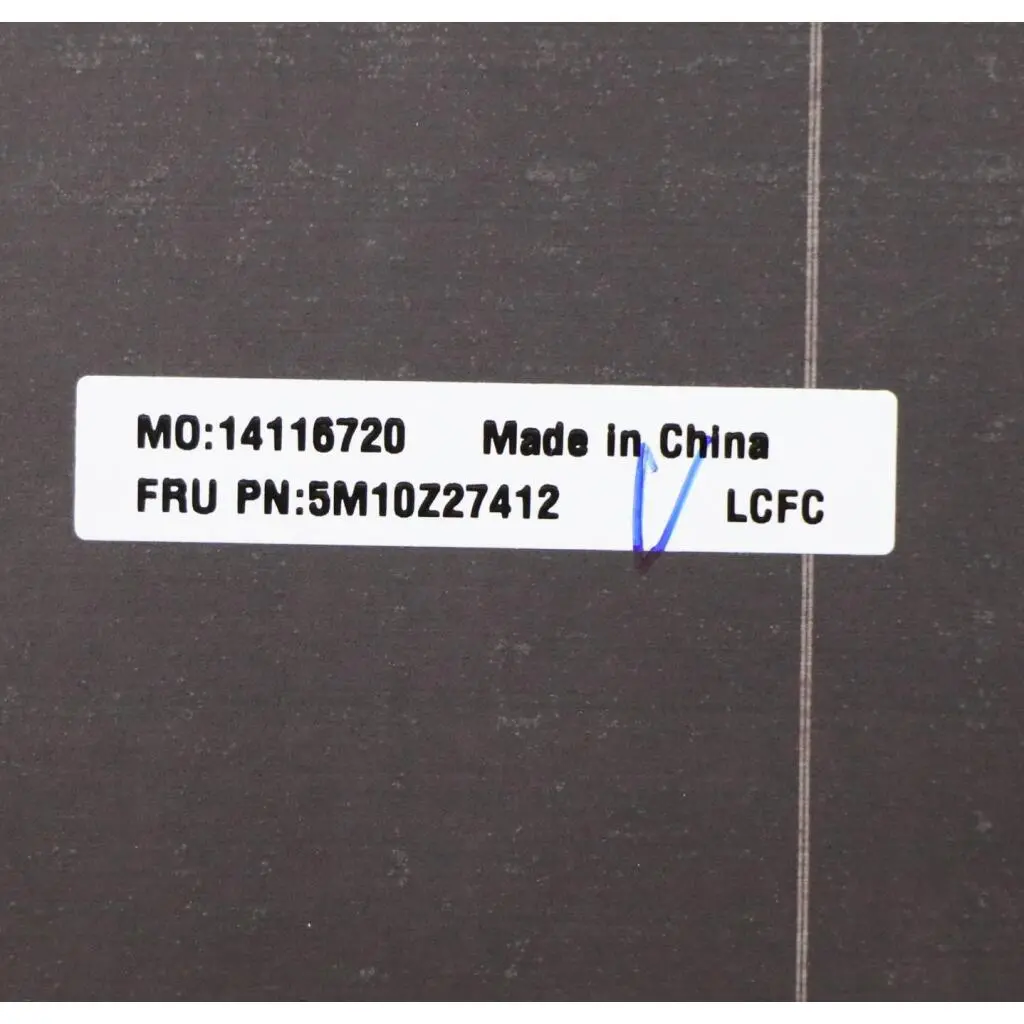 MO:14116720 Made in China
FRU PN:5M10Z27412 LCFC